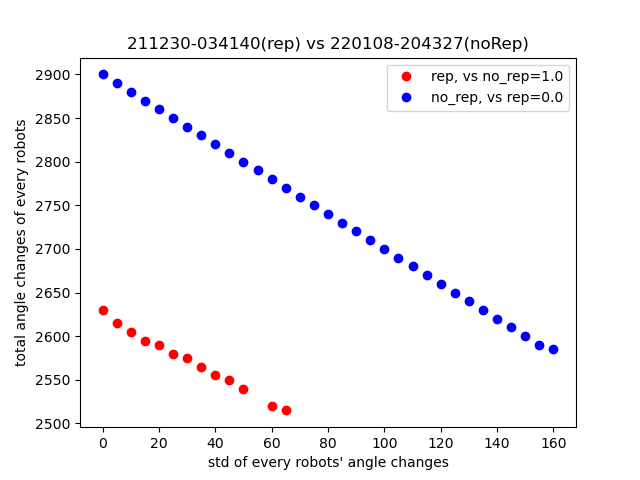 211230-034140(rep) vs 220108-204327(noRep)
rep, vs no_rep=1.0
no_rep, vs rep=0.0
total angle changes of every robots
2900
2850
2800
2750
2700
2650
2600
2550
2500
0 20 40 60 80 100 120 140 160
std of every robots' angle changes